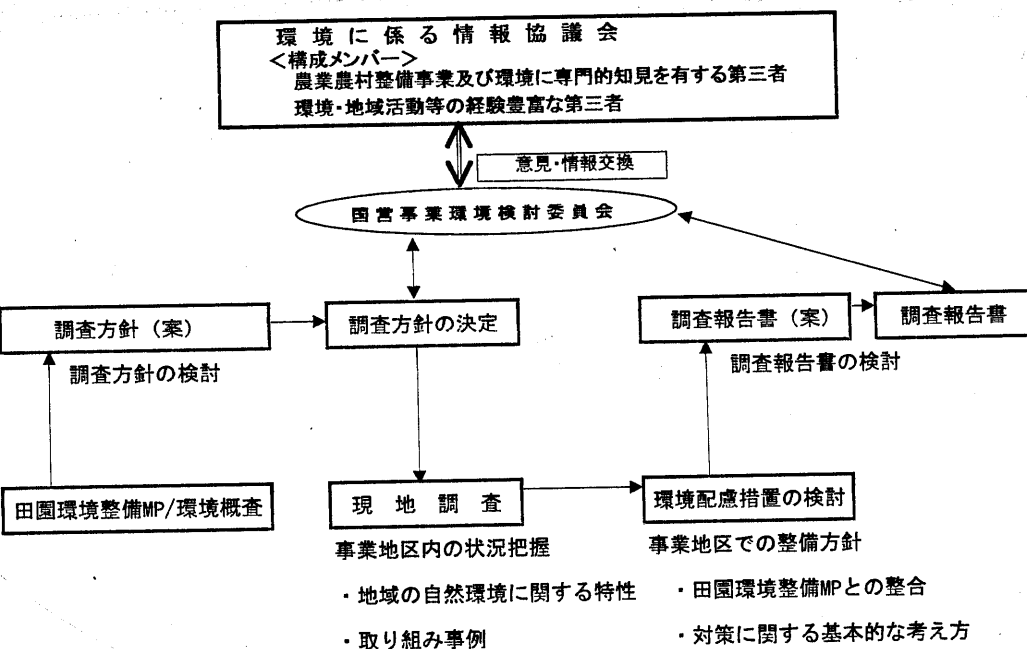 環境に係る情報協議会
＜構成メンバー＞
農業農村整備事業及び環境に専門的知見を有する第三者
環境・地域活動等の経験豊富な第三者
意見・情報交換
国営事業環境検討委員会
調査方針（案）
調査方針の決定
調査報告書（案）
調査報告書
調査方針の検討
調査報告書の検討
田園環境整備MP/環境概査
現地調査
環境配慮措置の検討
事業地区内の状況把握
・地域の自然環境に関する特性
・取り組み事例
事業地区での整備方針
・田園環境整備MPとの整合
・対策に関する基本的な考え方